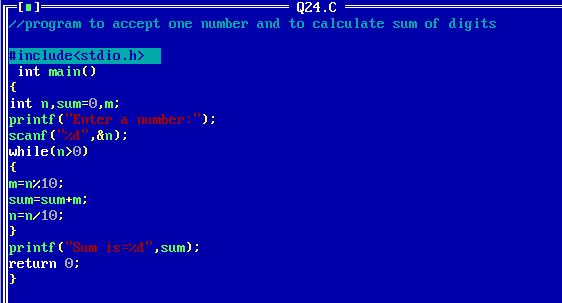 [■] Q24.C
//program to accept one number and to calculate sum of digits
#include<stdio.h>
int main()
{
int n,sum=0,m;
printf("Enter a number:");
scanf("%d",&n);
while(n>0)
{
m=n%10;
sum=sum+m;
n=n/10;
}
printf("Sum is=%d",sum);
return 0;
}